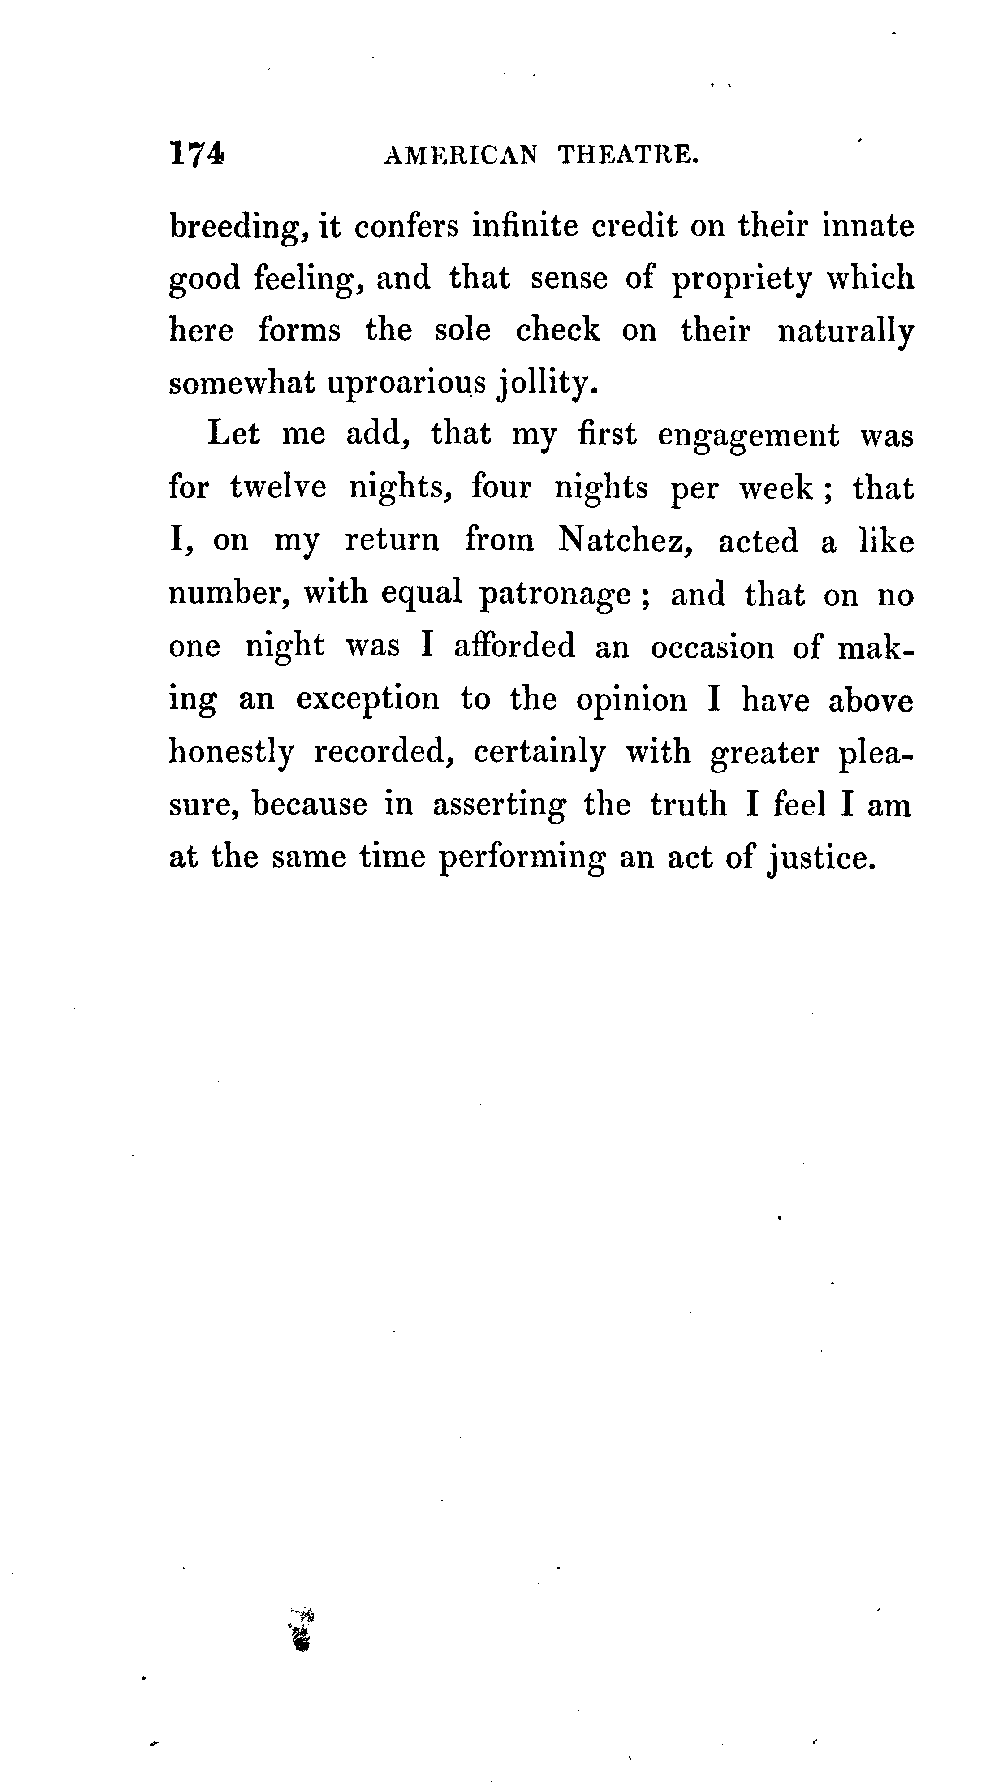 174 AMERICAN THEATRE.
breeding, it confers infinite credit on their innate
good feeling, and that sense of propriety which
here forms the sole check on their naturally
somewhat uproarious jollity.
Let me add, that my first engagement was
for twelve nights, four nights per week ; that
I, on my return from Natchez, acted a like
number, with equal patronage ; and that on no
one night was I afforded an occasion of mak-
ing an exception to the opinion I have above
honestly recorded, certainly with greater plea-
sure, because in asserting the truth I feel I am
at the same time performing an act of justice.